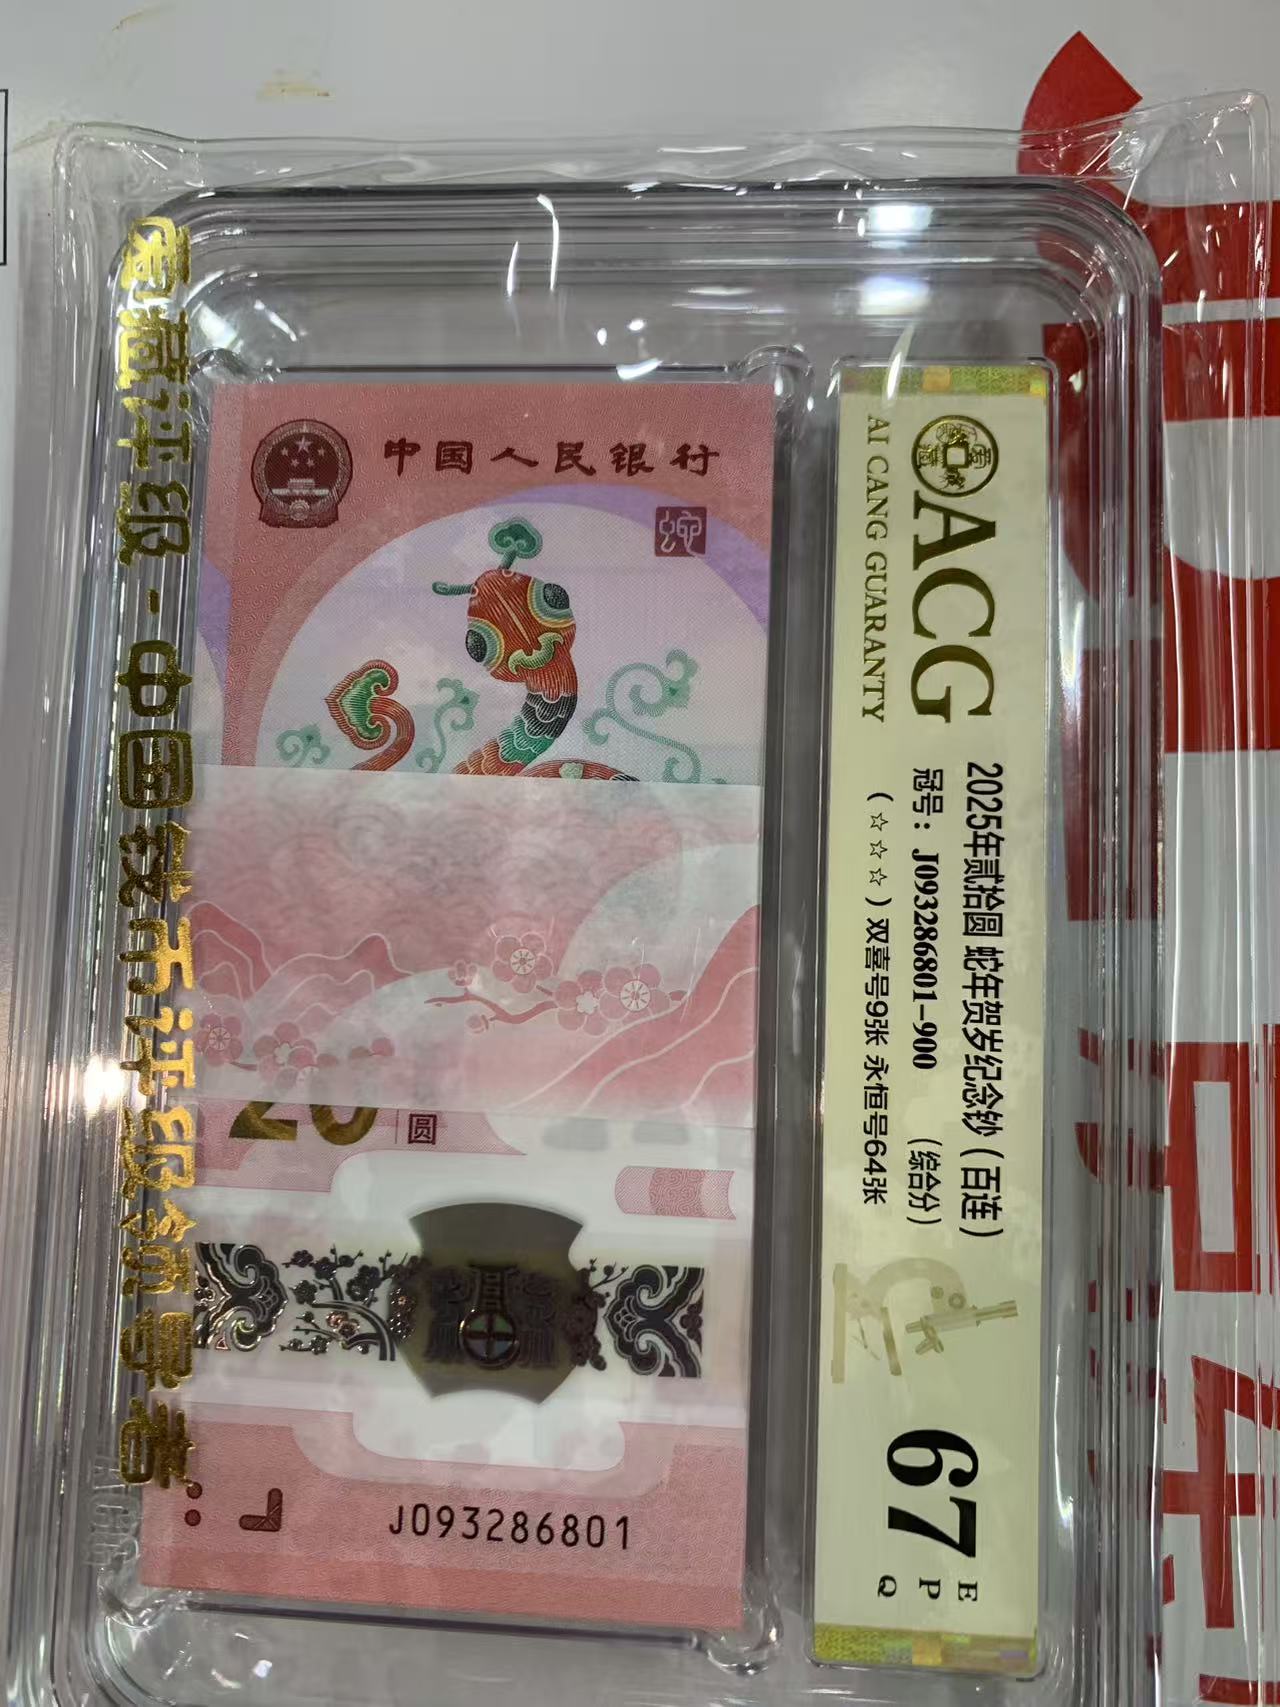 爱藏评级-中国钱币评级领导者
中国人民银行
蛇
20
圆
J093286801
ACG
AI CANG GUARANTY
2025年贰拾圆 蛇年贺岁纪念钞（百连）
冠号：J093286801-900 （综合分）
（☆☆☆）双喜号9张 永恒号64张
67
E
P
Q